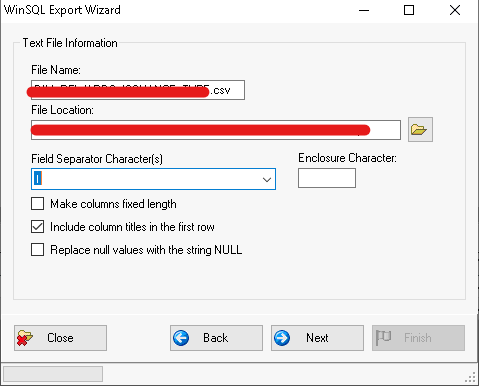 WinSQL Export Wizard
Text File Information
File Name:
.csv
File Location:
Field Separator Character(s)
Enclosure Character:
|
Make columns fixed length
Include column titles in the first row
Replace null values with the string NULL
Close
Back
Next
Finish